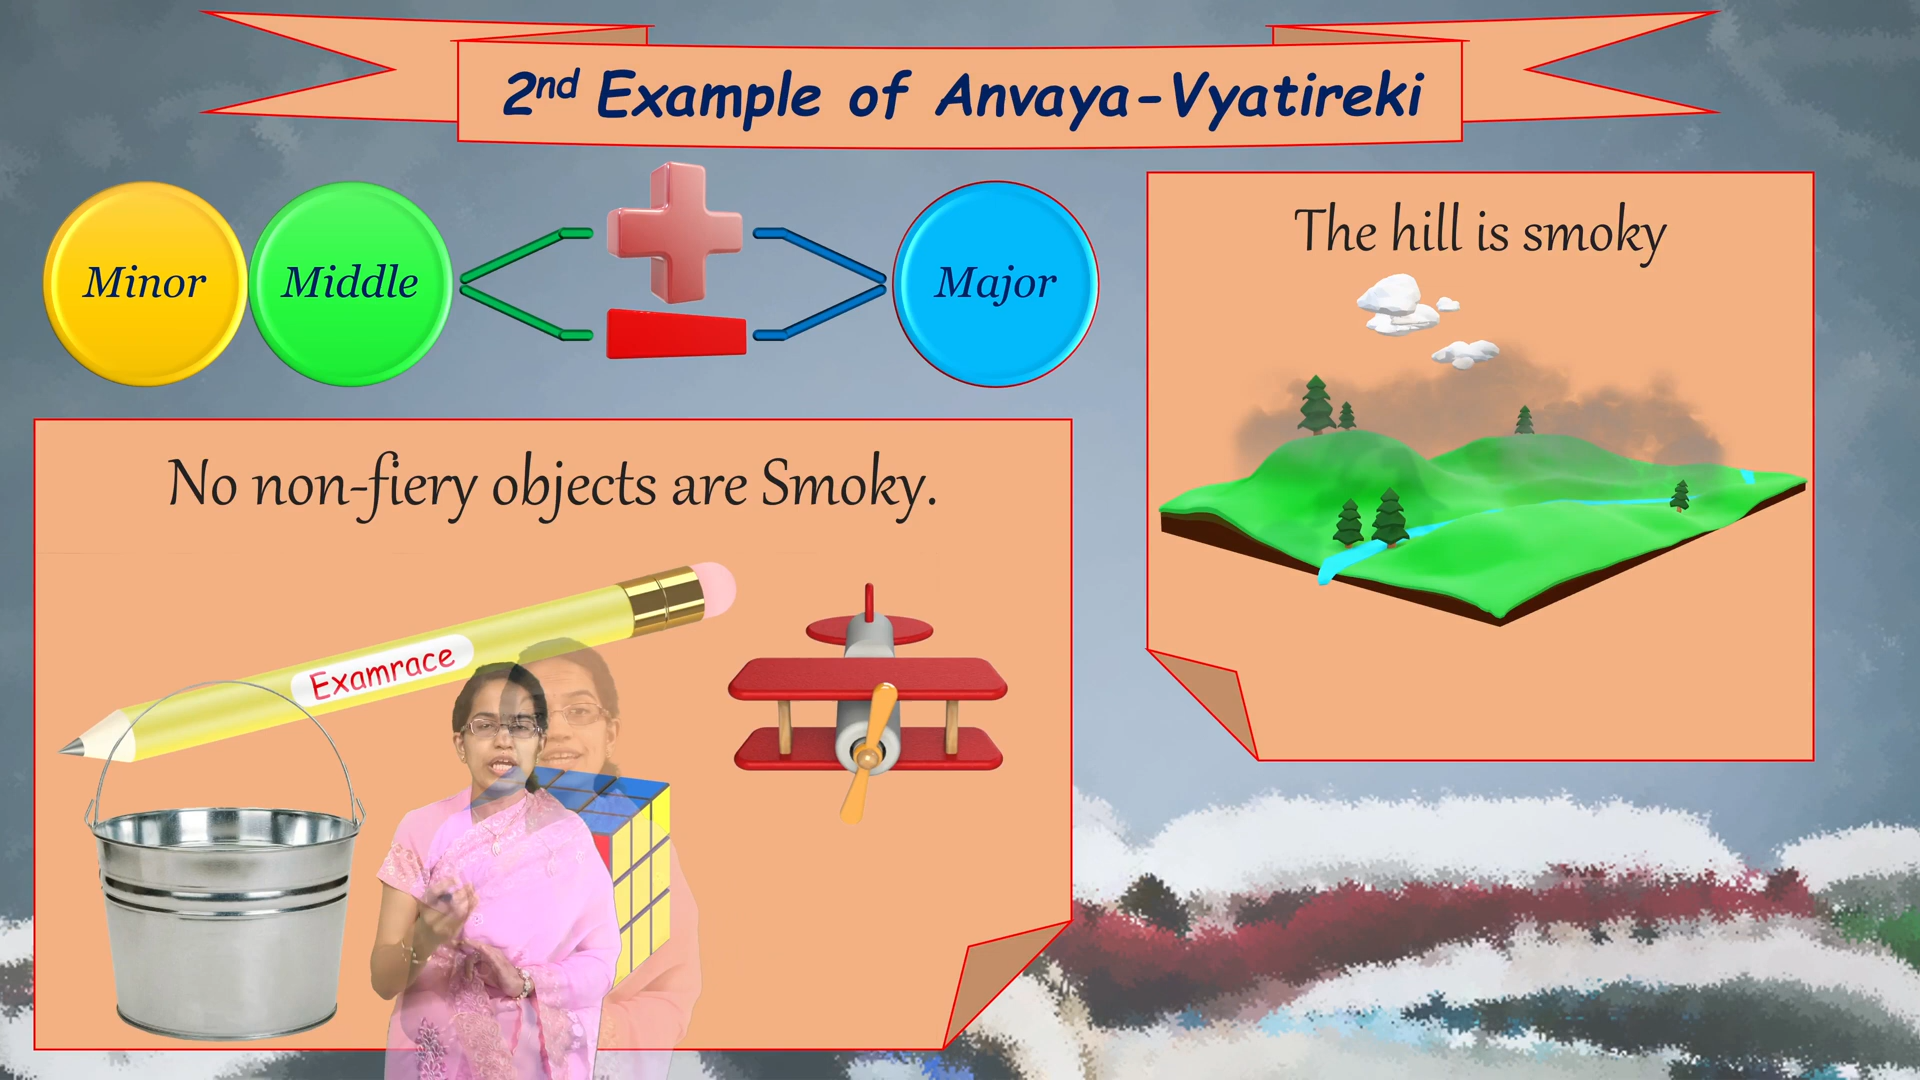 2nd Example of Anvaya-Vyatireki
Minor
Middle
Major
The hill is smoky
No non-fiery objects are Smoky.
Examrace